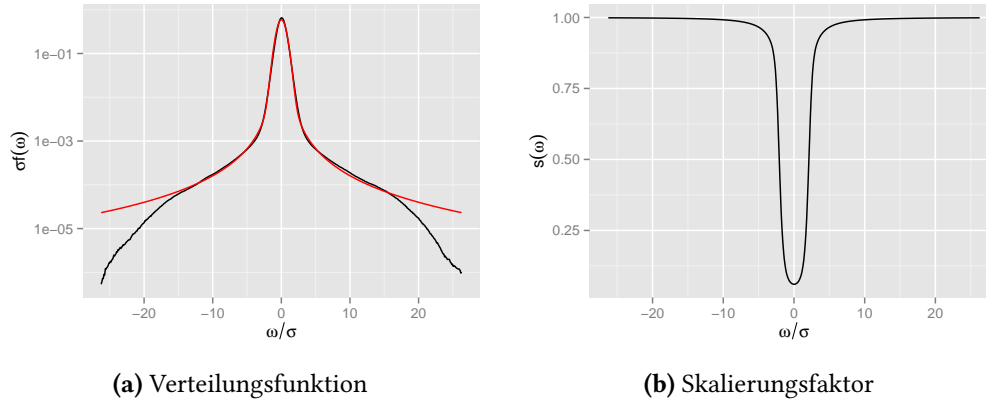 1e−01
1e−03
1e−05
σf(ω)
−20 −10 0 10 20
ω/σ
(a) Verteilungsfunktion
1.00
0.75
0.50
0.25
s(ω)
−20 −10 0 10 20
ω/σ
(b) Skalierungsfaktor